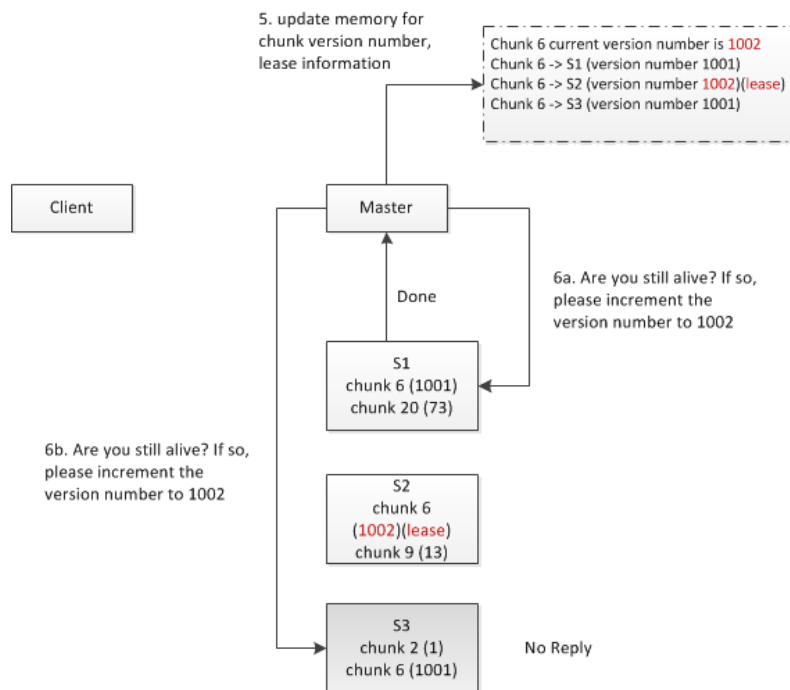 5. update memory for
chunk version number,
lease information
Chunk 6 current version number is 1002
Chunk 6 -> S1 (version number 1001)
Chunk 6 -> S2 (version number 1002)(lease)
Chunk 6 -> S3 (version number 1001)
Client
Master
6a. Are you still alive? If so,
please increment the
version number to 1002
Done
S1
chunk 6 (1001)
chunk 20 (73)
6b. Are you still alive? If so,
please increment the
version number to 1002
S2
chunk 6
(1002)(lease)
chunk 9 (13)
S3
chunk 2 (1)
chunk 6 (1001)
No Reply